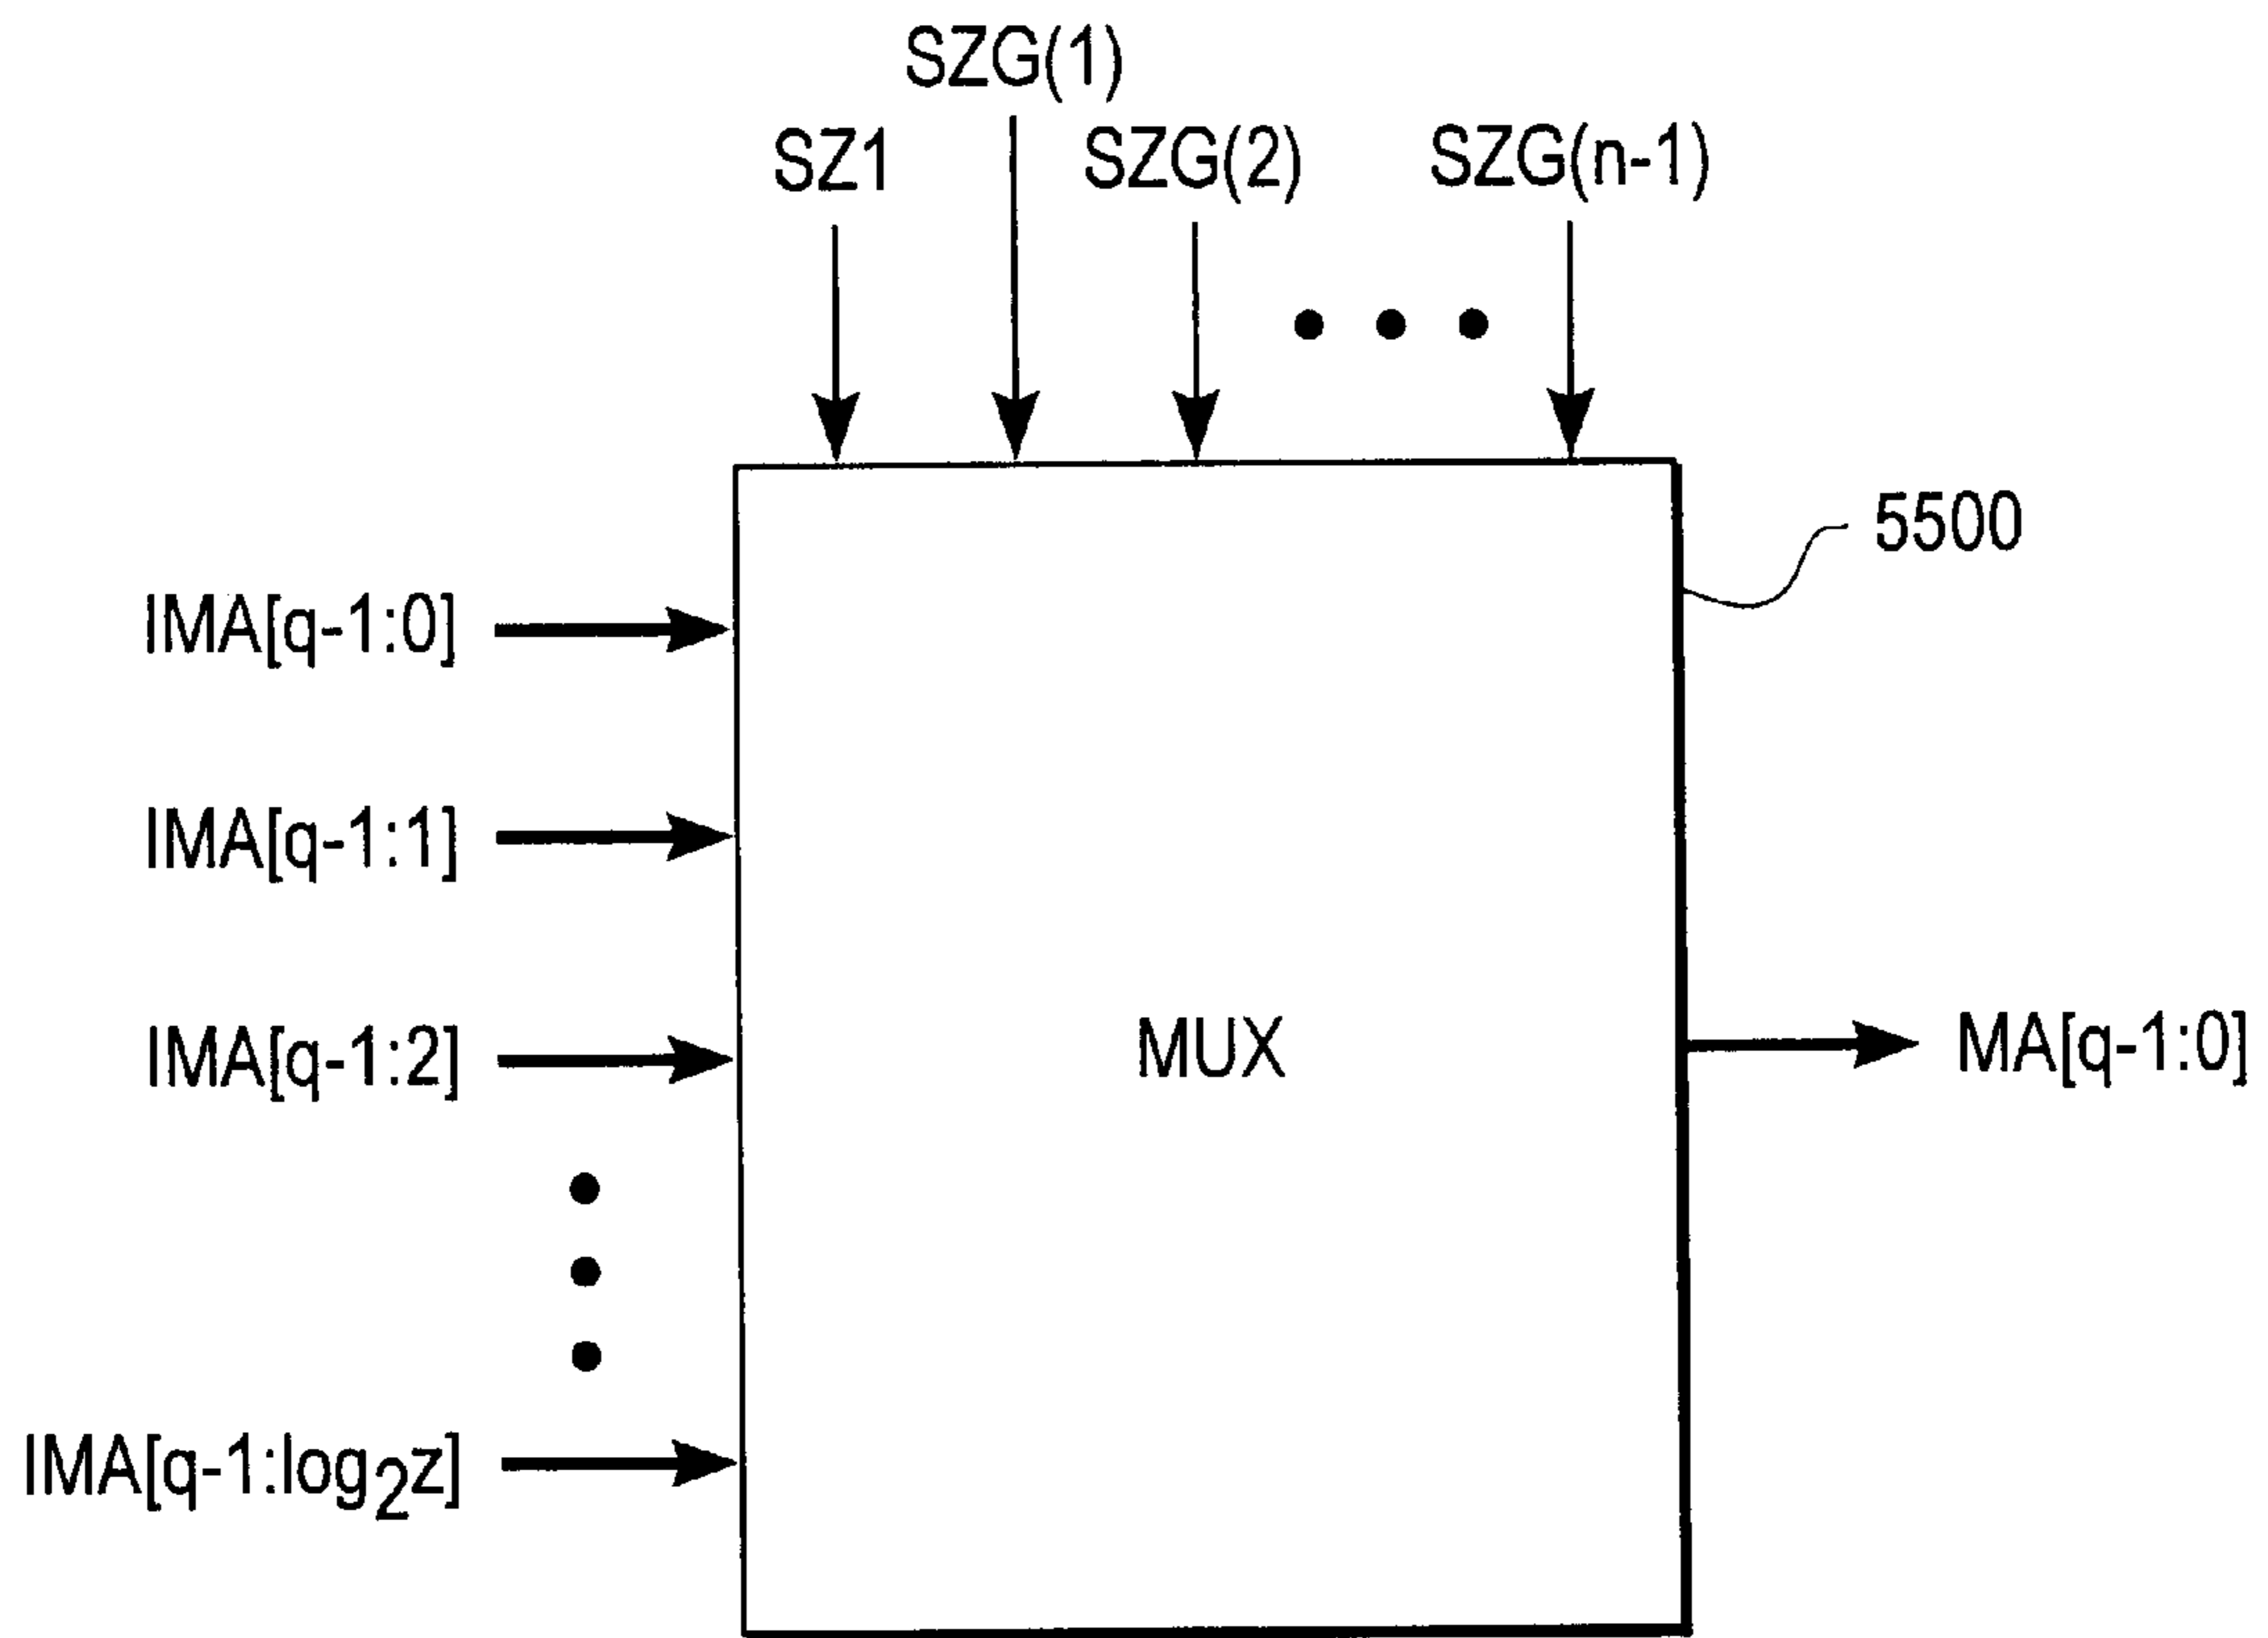 SZG(1)
SZ1
SZG(2)
SZG(n-1)
5500
IMA[q-1:0]
IMA[q-1:1]
IMA[q-1:2]
MUX
MA[q-1:0]
IMA[q-1:log₂z]